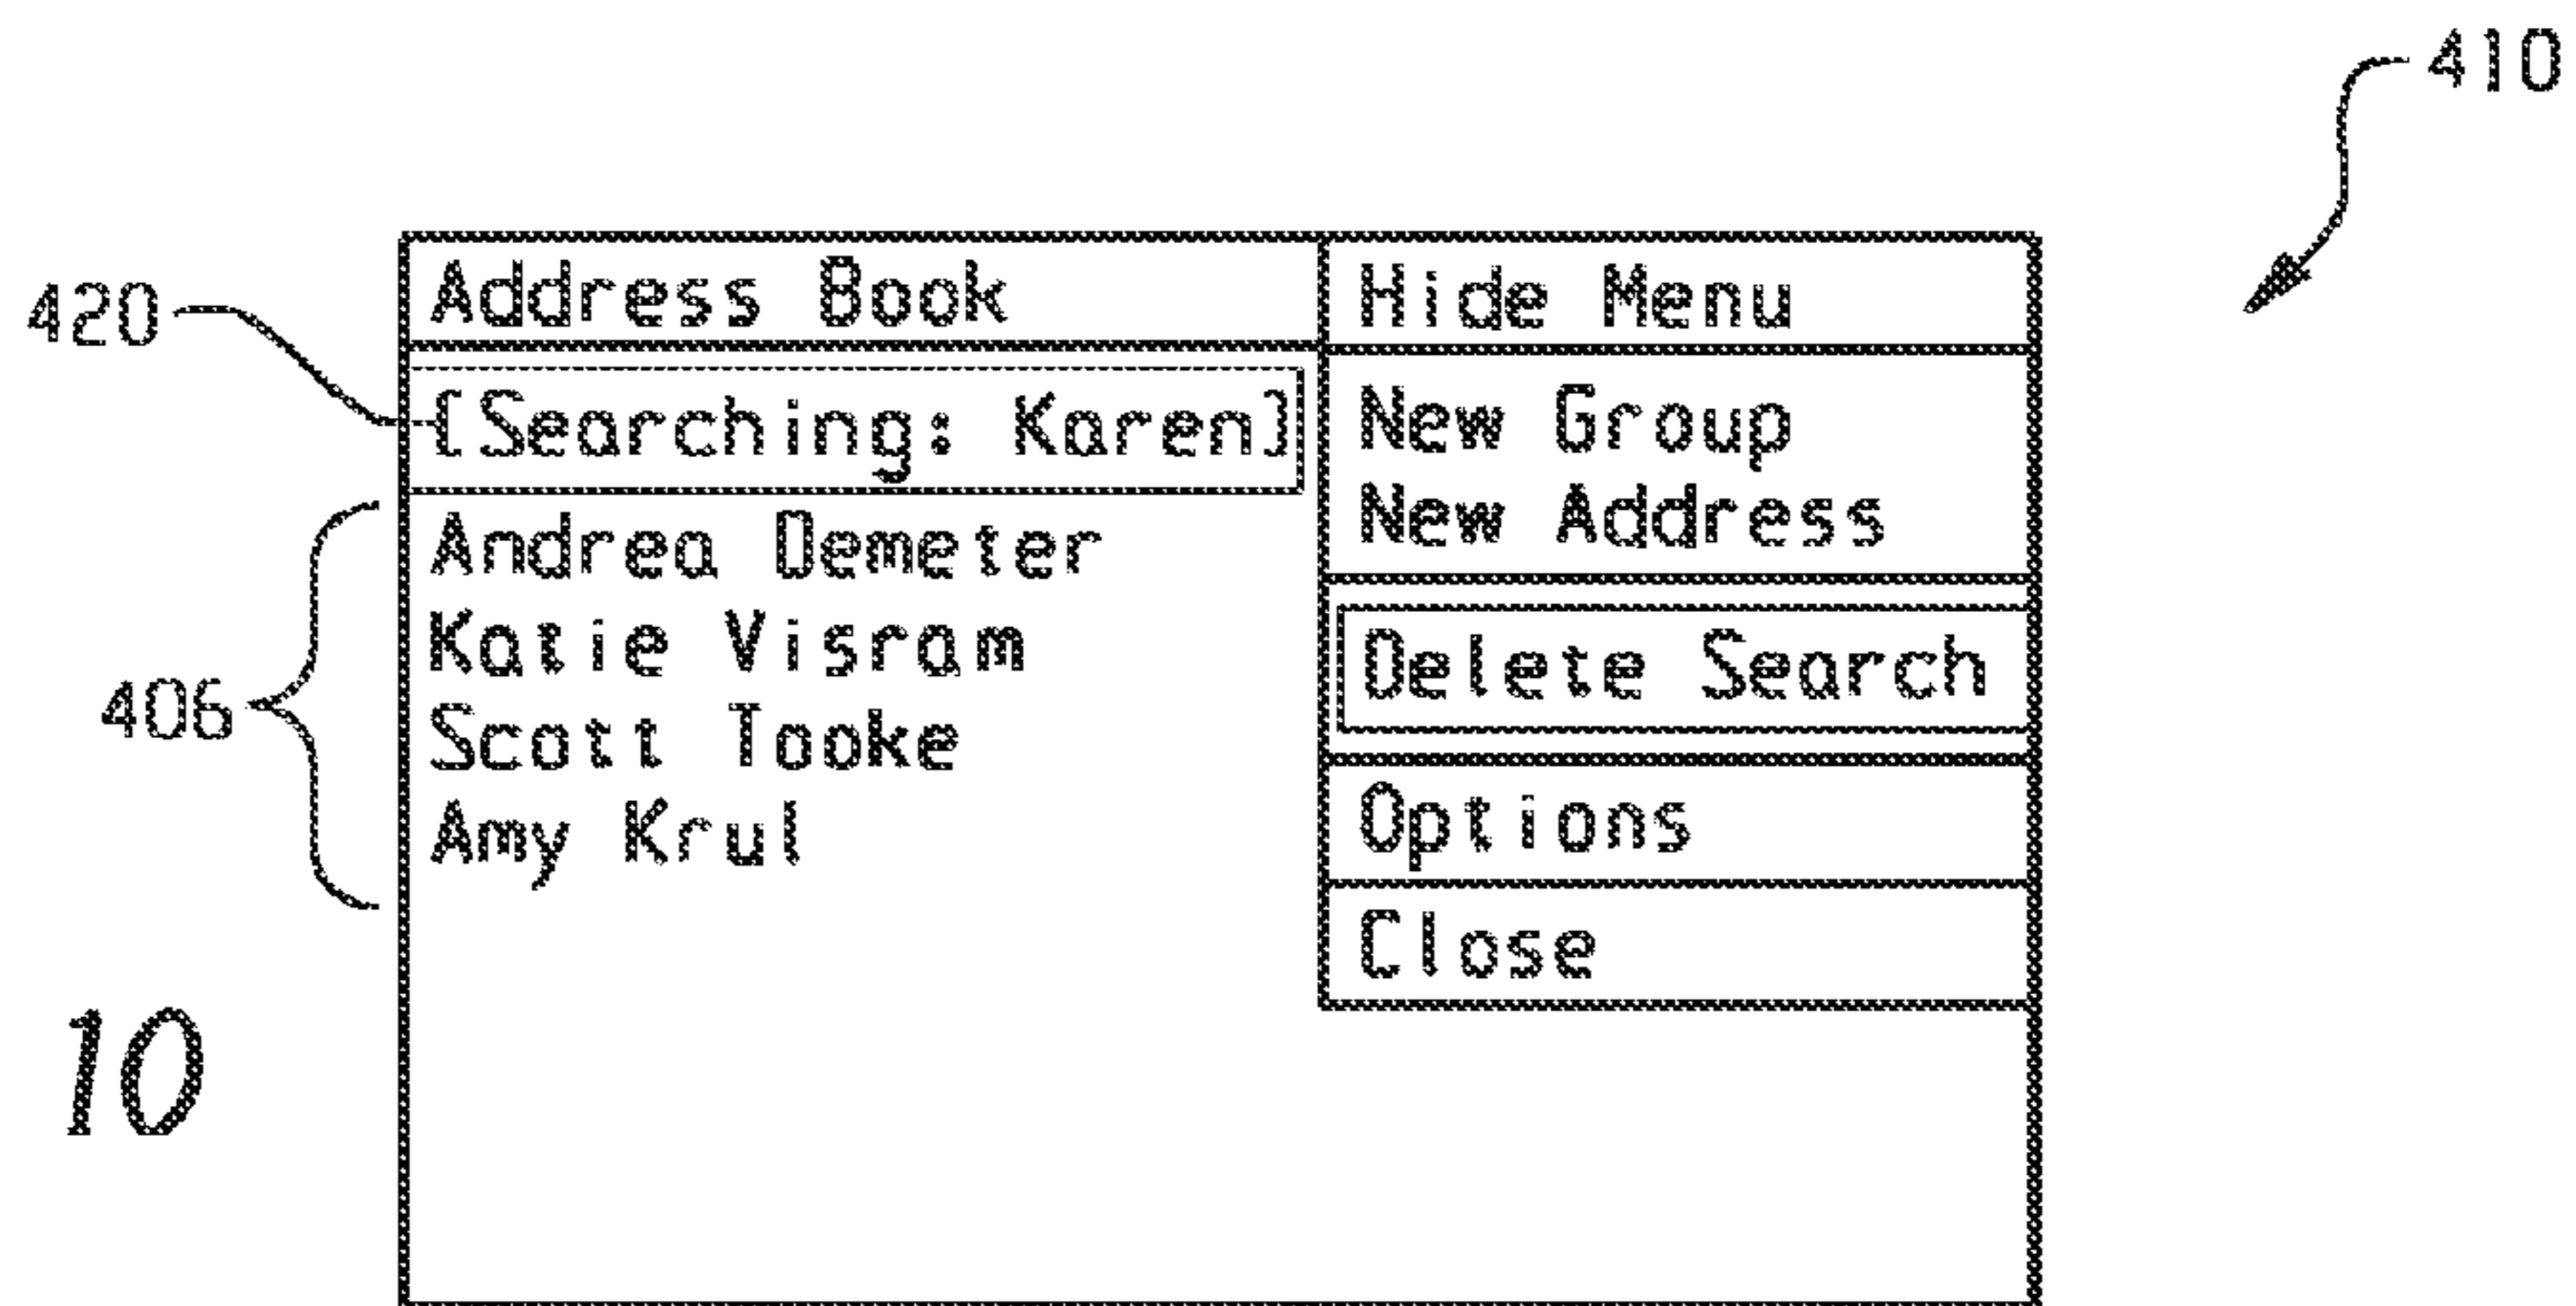 410
Address Book
Hide Menu
420
[Searching: Karen]
New Group
New Address
406
Andrea Demeter
Katie Visram
Scott Tooke
Amy Krul
Delete Search
Options
Close
10